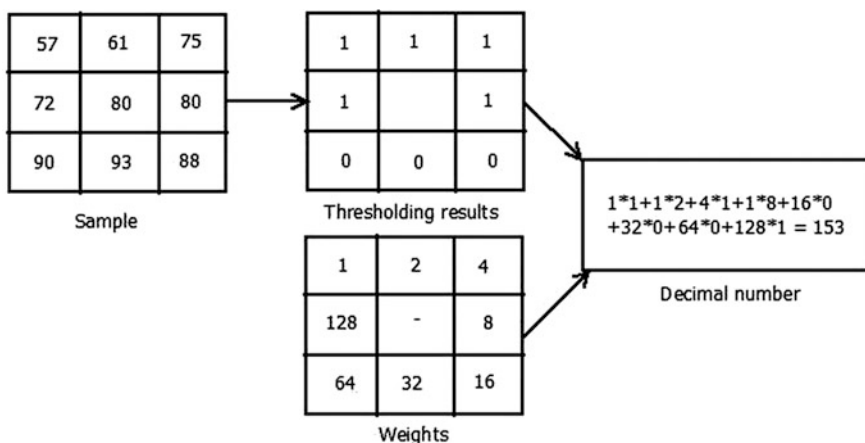 57 61 75
72 80 80
90 93 88
Sample
1 1 1
1 1
0 0 0
Thresholding results
1 2 4
128 - 8
64 32 16
Weights
1*1+1*2+4*1+1*8+16*0
+32*0+64*0+128*1 = 153
Decimal number